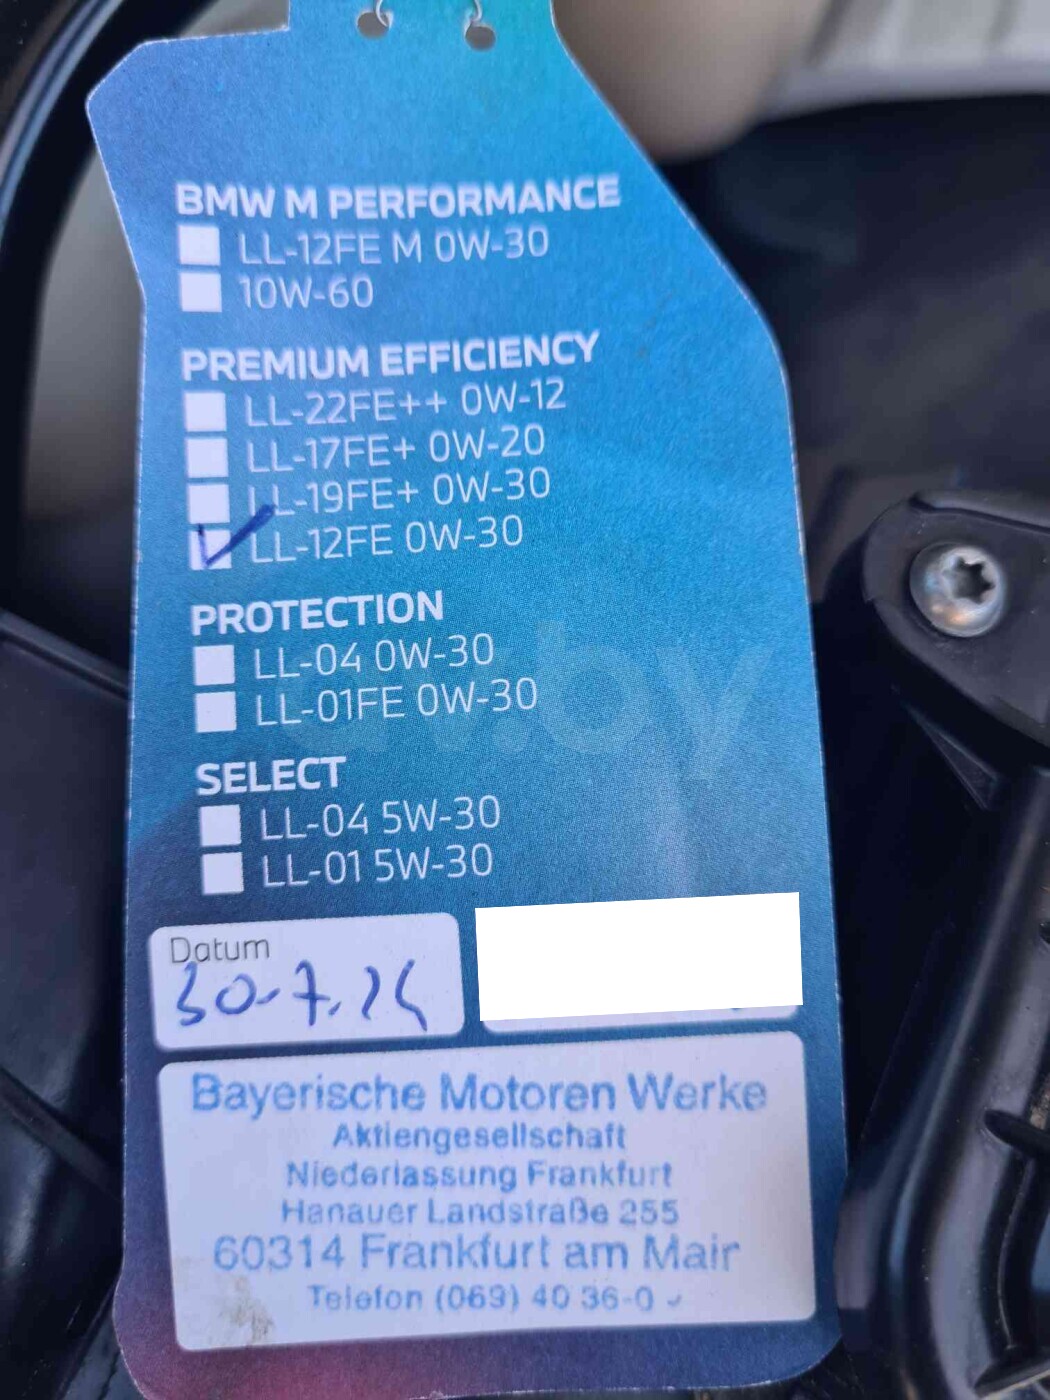 BMW M PERFORMANCE
LL-12FE M 0W-30
10W-60
PREMIUM EFFICIENCY
LL-22FE++ 0W-12
LL-17FE+ 0W-20
LL-19FE+ 0W-30
LL-12FE 0W-30
PROTECTION
LL-04 0W-30
LL-01FE 0W-30
av.by
SELECT
LL-04 5W-30
LL-01 5W-30
Datum
30.7.24
Bayerische Motoren Werke
Aktiengesellschaft
Niederlassung Frankfurt
Hanauer Landstraße 255
60314 Frankfurt am Main
Telefon (069) 40 36-0